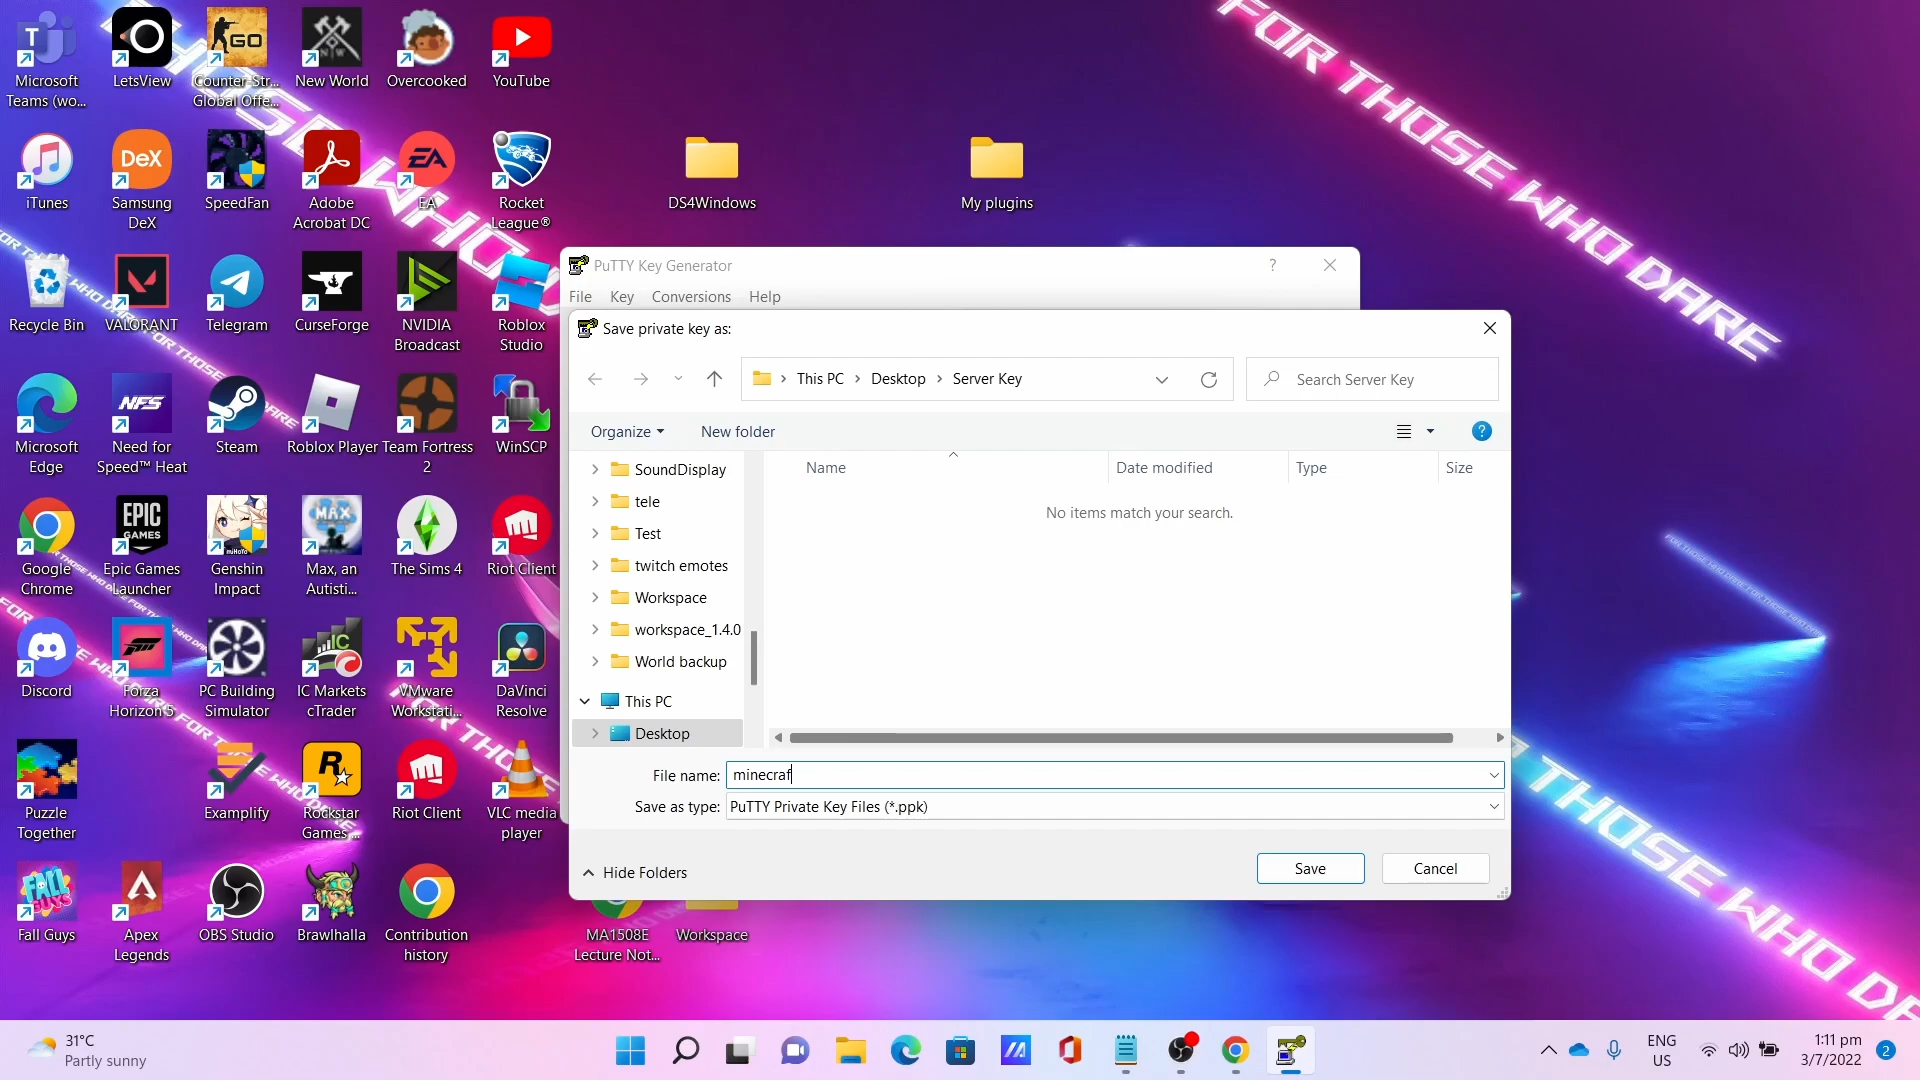 Microsoft
Teams (wo...
LetsView
Counter-Str...
Global Offe...
New World
Overcooked
YouTube
iTunes
Samsung
DeX
SpeedFan
Adobe
Acrobat DC
EA
Rocket
League®
DS4Windows
My plugins
Recycle Bin
VALORANT
Telegram
CurseForge
NVIDIA
Broadcast
Roblox
Studio
PuTTY Key Generator
File Key Conversions Help
Save private key as:
This PC > Desktop > Server Key
Search Server Key
Organize
New folder
Name
Date modified
Type
Size
No items match your search.
SoundDisplay
tele
Test
twitch emotes
Workspace
workspace_1.4.0
World backup
This PC
Desktop
File name: minecraf
Save as type: PuTTY Private Key Files (*.ppk)
Hide Folders
Save
Cancel
Microsoft
Edge
Need for
Speed™ Heat
Steam
Roblox Player
Team Fortress
2
WinSCP
Google
Chrome
Epic Games
Launcher
Genshin
Impact
Max, an
Autisti...
The Sims 4
Riot Client
Discord
Forza
Horizon 5
PC Building
Simulator
IC Markets
cTrader
VMware
Workstati...
DaVinci
Resolve
Puzzle
Together
Examplify
Rockstar
Games ...
Riot Client
VLC media
player
Fall Guys
Apex
Legends
OBS Studio
Brawlhalla
Contribution
history
MA1508E
Lecture Not...
Workspace
FOR THOSE WHO DARE
31°C
Partly sunny
ENG
US
1:11 pm
3/7/2022
2